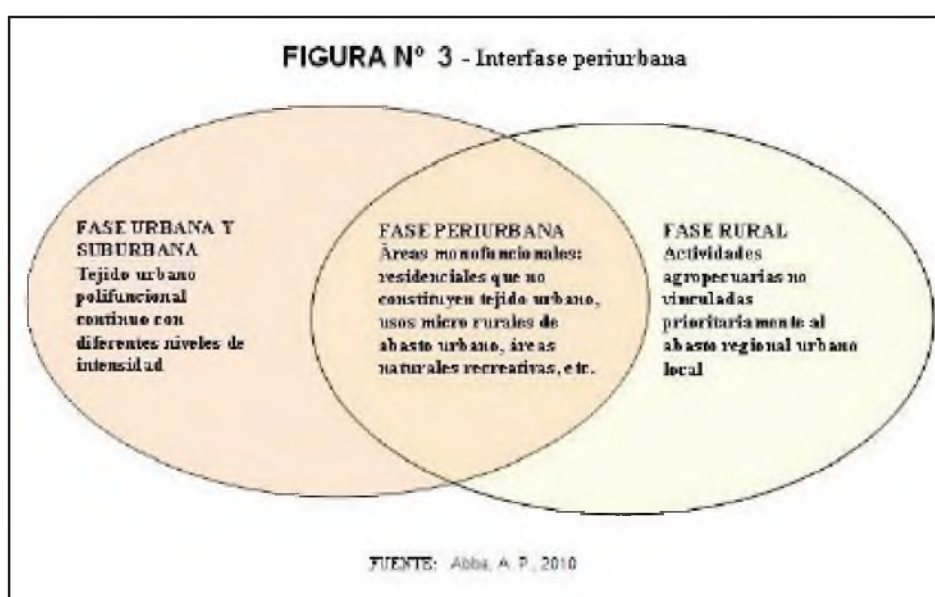 FIGURA Nº 3 - Interfase periurbana
FASE URBANA Y
SUBURBANA
Tejido urbano
polifuncional
continuo con
diferentes niveles de
intensidad
FASE PERIURBANA
Áreas monofuncionales:
residenciales que no
constituyen tejido urbano,
usos micro rurales de
abasto urbano, áreas
naturales recreativas, etc.
FASE RURAL
Actividades
agropecuarias no
vinculadas
prioritariamente al
abasto regional urbano
local
FUENTE: Abba, A. P., 2010